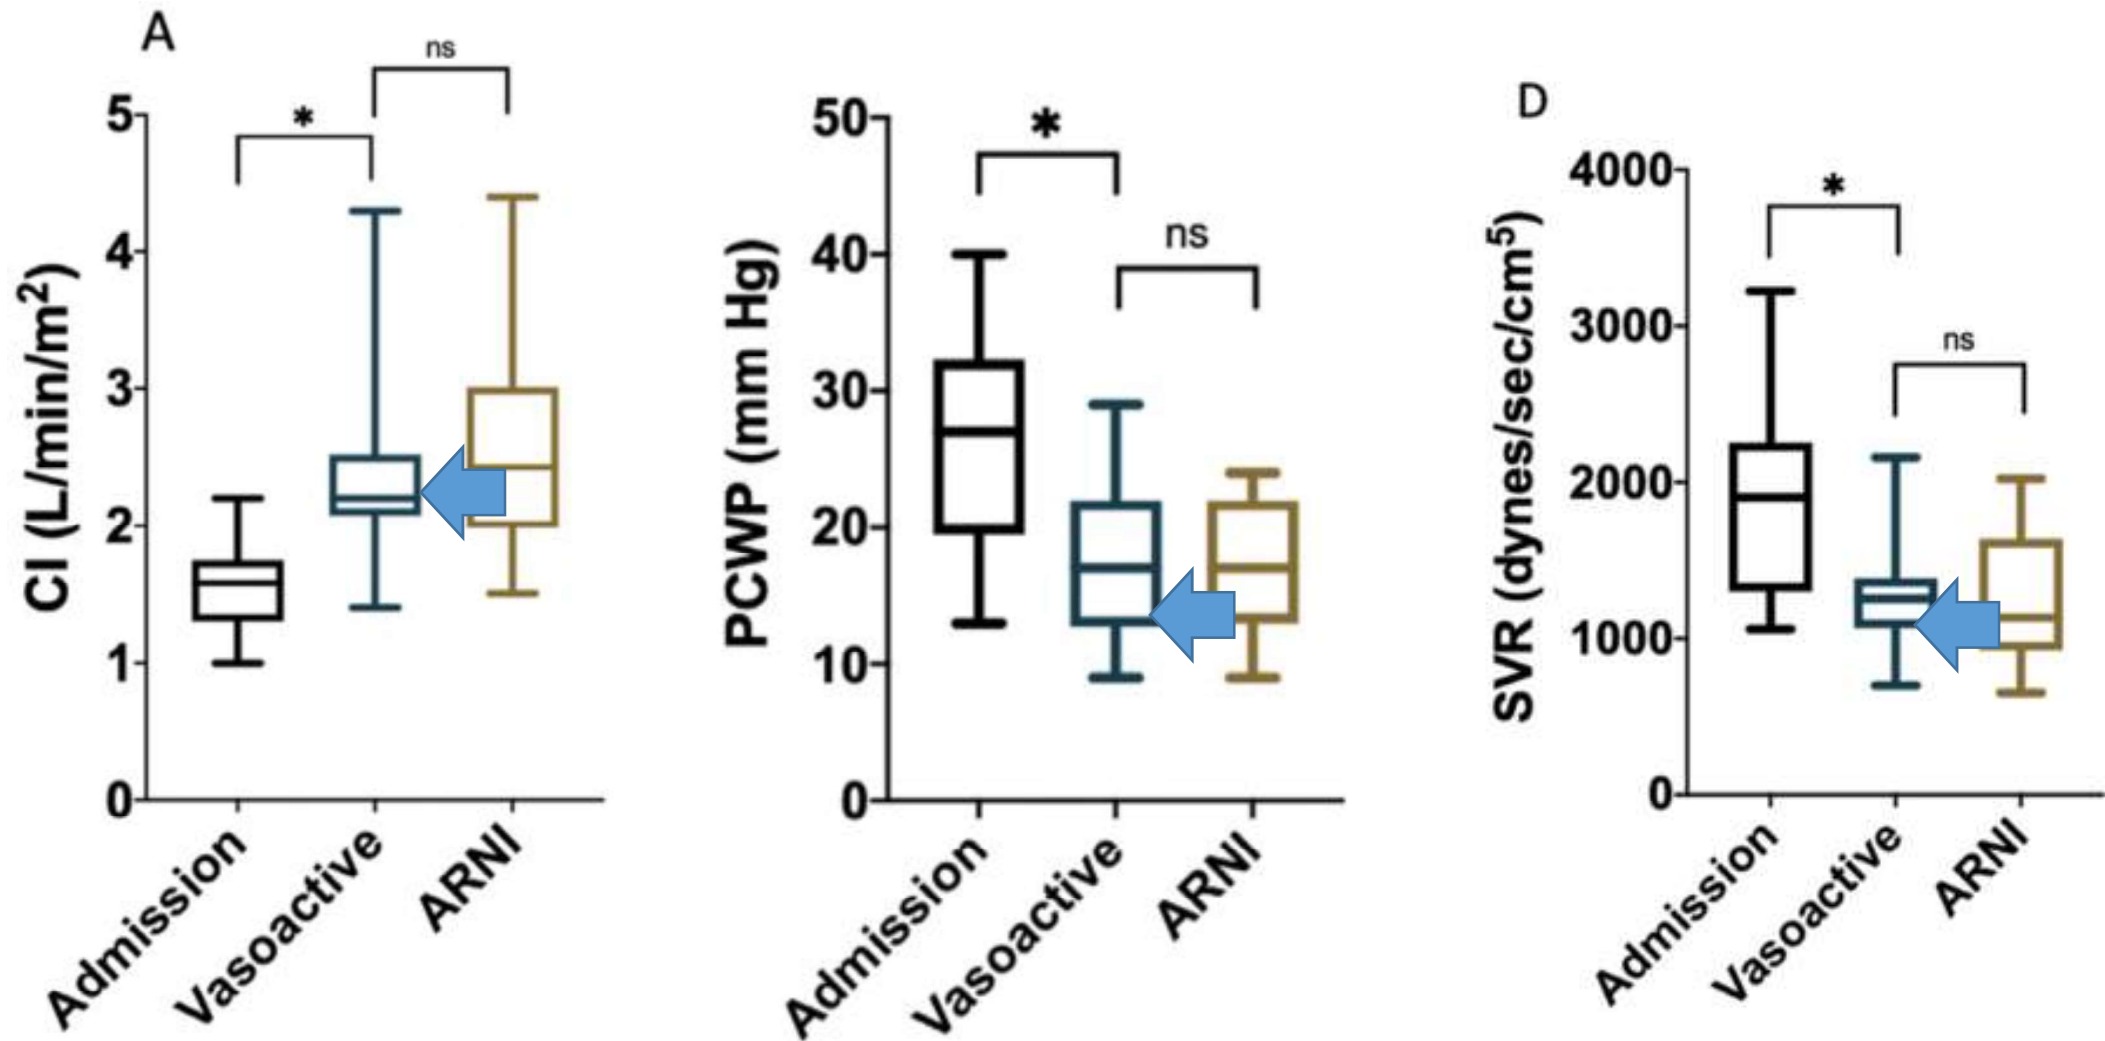 A
ns
*
5
4
3
2
1
0
CI (L/min/m²)
Admission
Vasoactive
ARNI
*
ns
50
40
30
20
10
0
PCWP (mm Hg)
Admission
Vasoactive
ARNI
D
*
ns
4000
3000
2000
1000
0
SVR (dynes/sec/cm⁵)
Admission
Vasoactive
ARNI